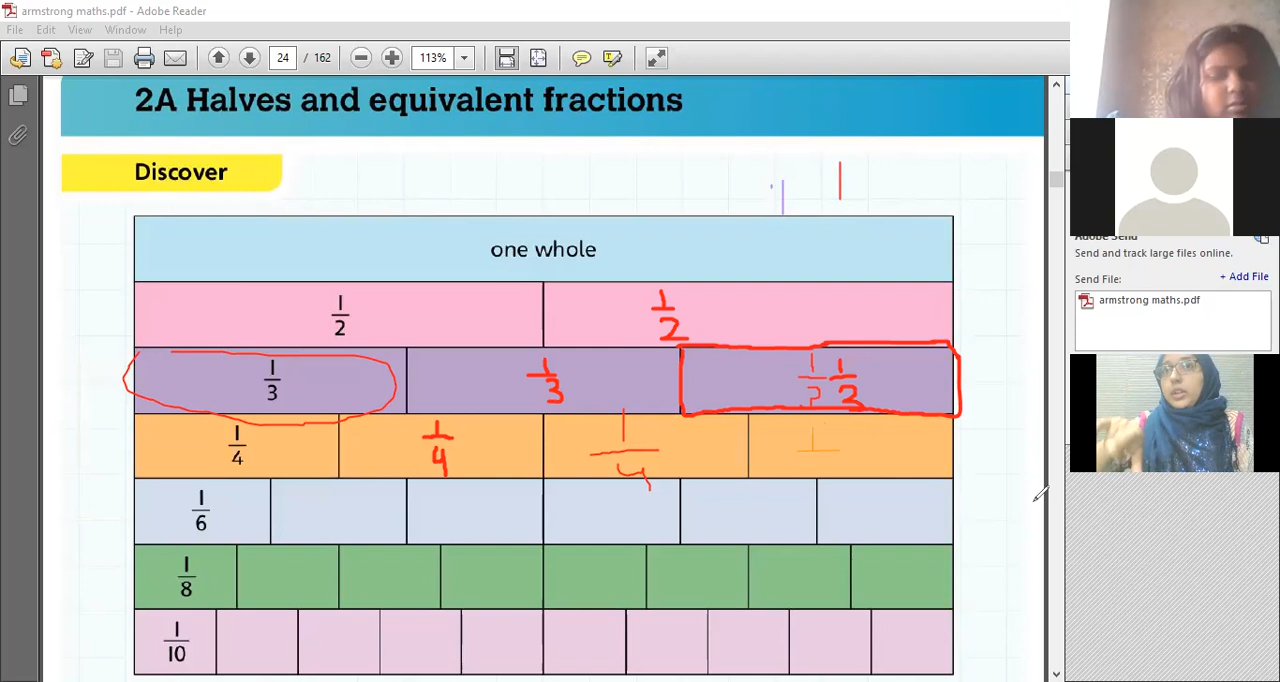 armstrong maths.pdf - Adobe Reader
File Edit View Window Help
24 / 162 113%
2A Halves and equivalent fractions
Discover
one whole
1/2 1/2
1/3 1/3
1/4 1/4 1/4
1/6
1/8
1/10
Adobe Send
Send and track large files online.
Send File:
+ Add File
armstrong maths.pdf